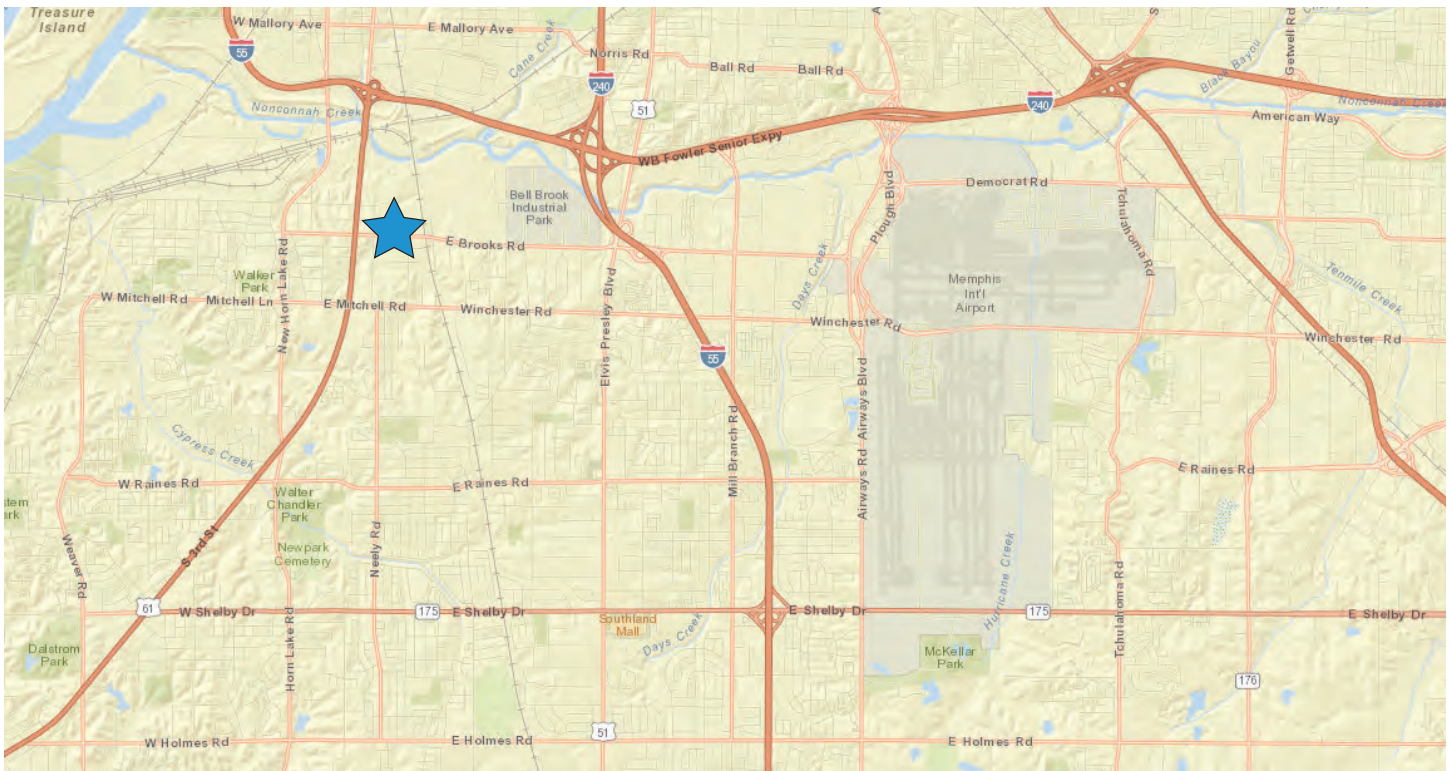 Treasure
Island
W Mallory Ave
E Mallory Ave
55
Cane Creek
Norris Rd
240
Ball Rd
Ball Rd
51
Getwell Rd
Black Bayou
Nonconnah Creek
240
Nonconnah Creek
American Way
WB Fowler Senior Expy
Bell Brook
Industrial
Park
Democrat Rd
Plough Blvd
Tchulahoma Rd
New Horn Lake Rd
E Brooks Rd
Walker
Park
Days Creek
Memphis
Int'l
Airport
Tenmile Creek
W Mitchell Rd
Mitchell Ln
E Mitchell Rd
Winchester Rd
Elvis Presley Blvd
Winchester Rd
Winchester Rd
55
Airways Blvd
Mill Branch Rd
Airways Rd
Cypress Creek
W Raines Rd
E Raines Rd
E Raines Rd
Walter
Chandler
Park
S 3rd St
Newpark
Cemetery
Neely Rd
Weaver Rd
Hurricane Creek
Tchulahoma Rd
61
W Shelby Dr
175
E Shelby Dr
E Shelby Dr
175
E Shelby Dr
Southland
Mall
Days Creek
Dalstrom
Park
Horn Lake Rd
McKellar
Park
176
W Holmes Rd
E Holmes Rd
51
E Holmes Rd